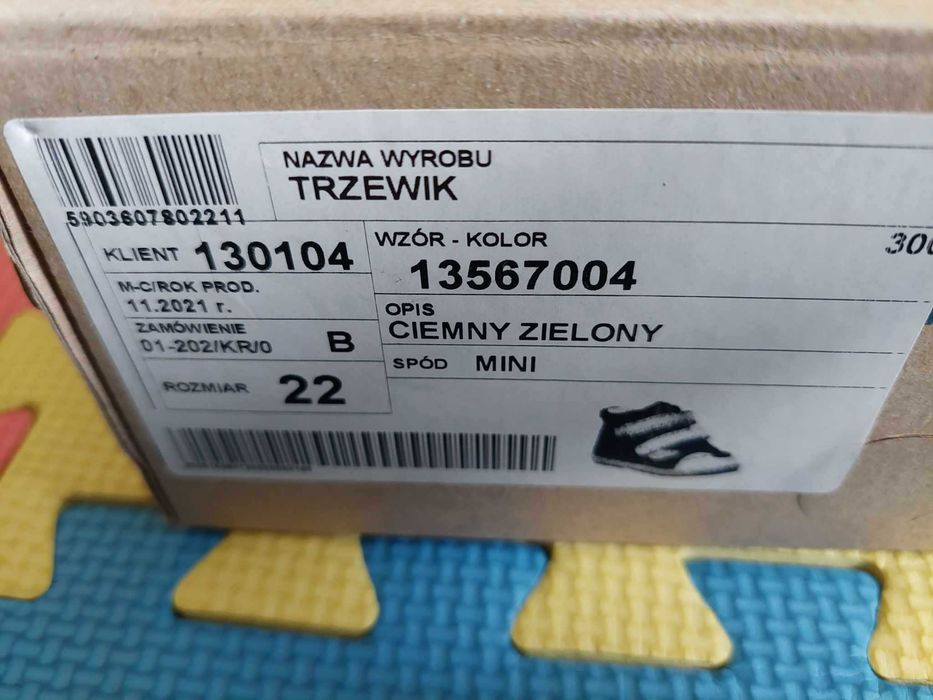 5903607802211
NAZWA WYROBU
TRZEWIK
KLIENT 130104
M-C/ROK PROD.
11.2021 r.
ZAMÓWIENIE
01-202/KR/0 B
ROZMIAR 22
WZÓR - KOLOR
13567004
OPIS
CIEMNY ZIELONY
SPÓD MINI